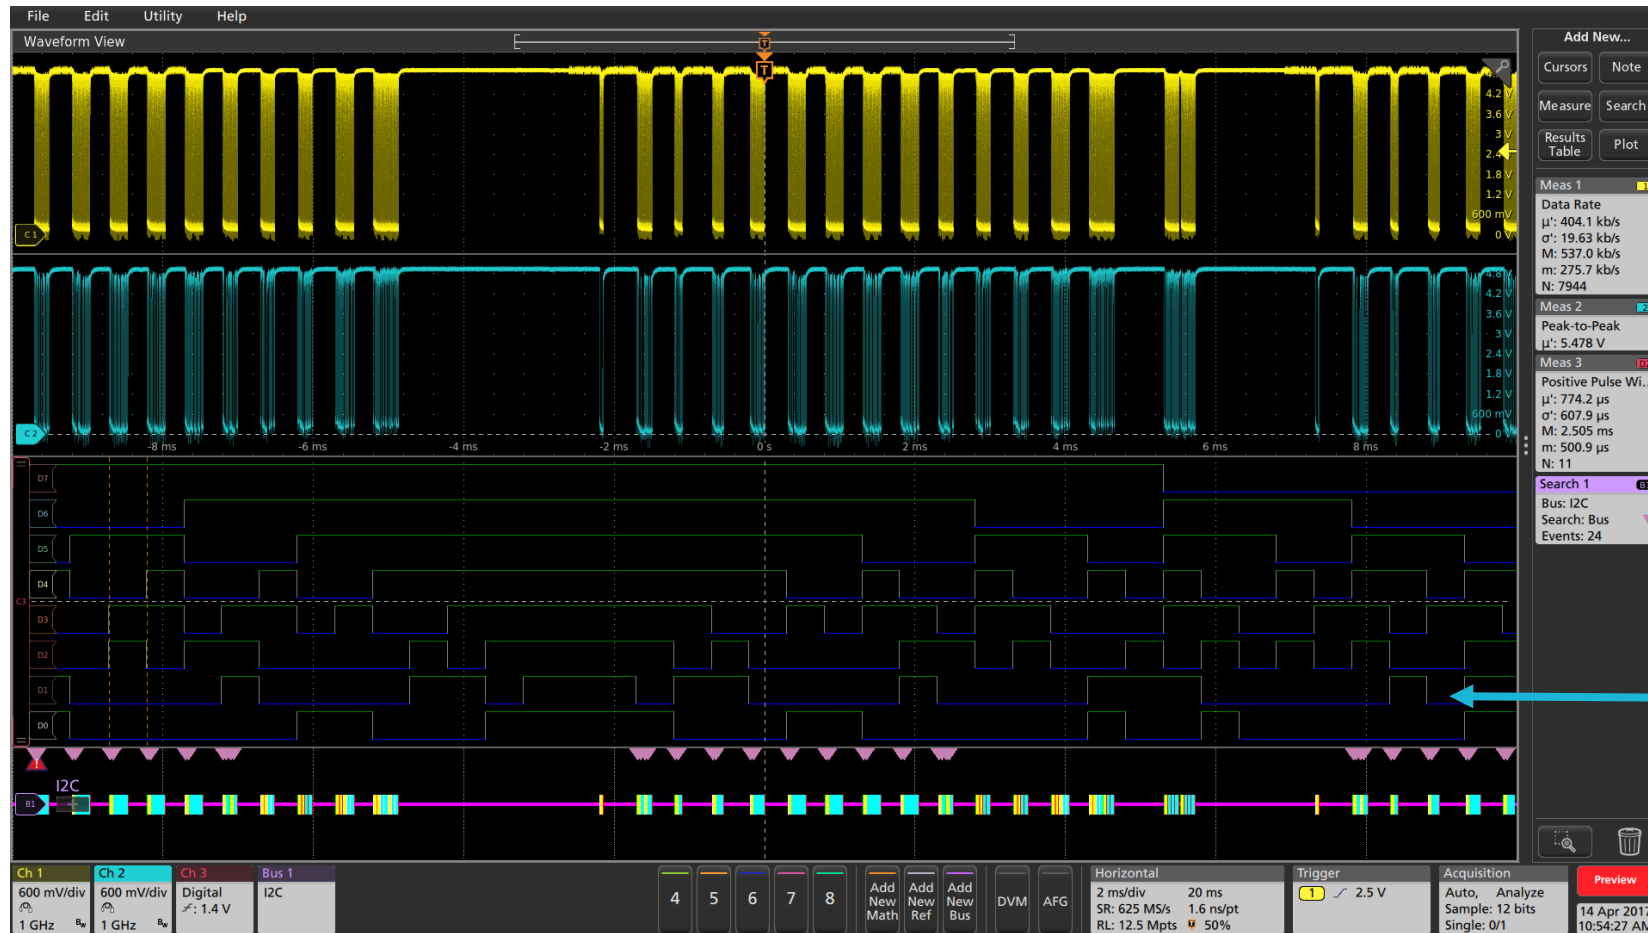 File Edit Utility Help
Waveform View
Add New...
Cursors Note
Measure Search
Results Table Plot
T
T
4.2 V
3.6 V
3 V
2.4
1.8 V
1.2 V
600 mV
0 V
C1
4.8 V
4.2 V
3.6 V
3 V
2.4 V
1.8 V
1.2 V
600 mV
0 V
C2
-8 ms -6 ms -4 ms -2 ms 0 s 2 ms 4 ms 6 ms 8 ms
Meas 1
Data Rate
µ': 404.1 kb/s
σ': 19.63 kb/s
M: 537.0 kb/s
m: 275.7 kb/s
N: 7944
Meas 2
Peak-to-Peak
µ': 5.478 V
Meas 3
Positive Pulse Wi...
µ': 774.2 µs
σ': 607.9 µs
M: 2.505 ms
m: 500.9 µs
N: 11
Search 1
Bus: I2C
Search: Bus
Events: 24
D7
D6
D5
D4
C3
D3
D2
D1
D0
!
I2C
B1
Ch 1
600 mV/div
1 GHz Bw
Ch 2
600 mV/div
1 GHz Bw
Ch 3
Digital
: 1.4 V
Bus 1
I2C
4 5 6 7 8
Add New Math
Add New Ref
Add New Bus
DVM AFG
Horizontal
2 ms/div 20 ms
SR: 625 MS/s 1.6 ns/pt
RL: 12.5 Mpts 50%
Trigger
1 2.5 V
Acquisition
Auto, Analyze
Sample: 12 bits
Single: 0/1
Preview
14 Apr 2017
10:54:27 AM